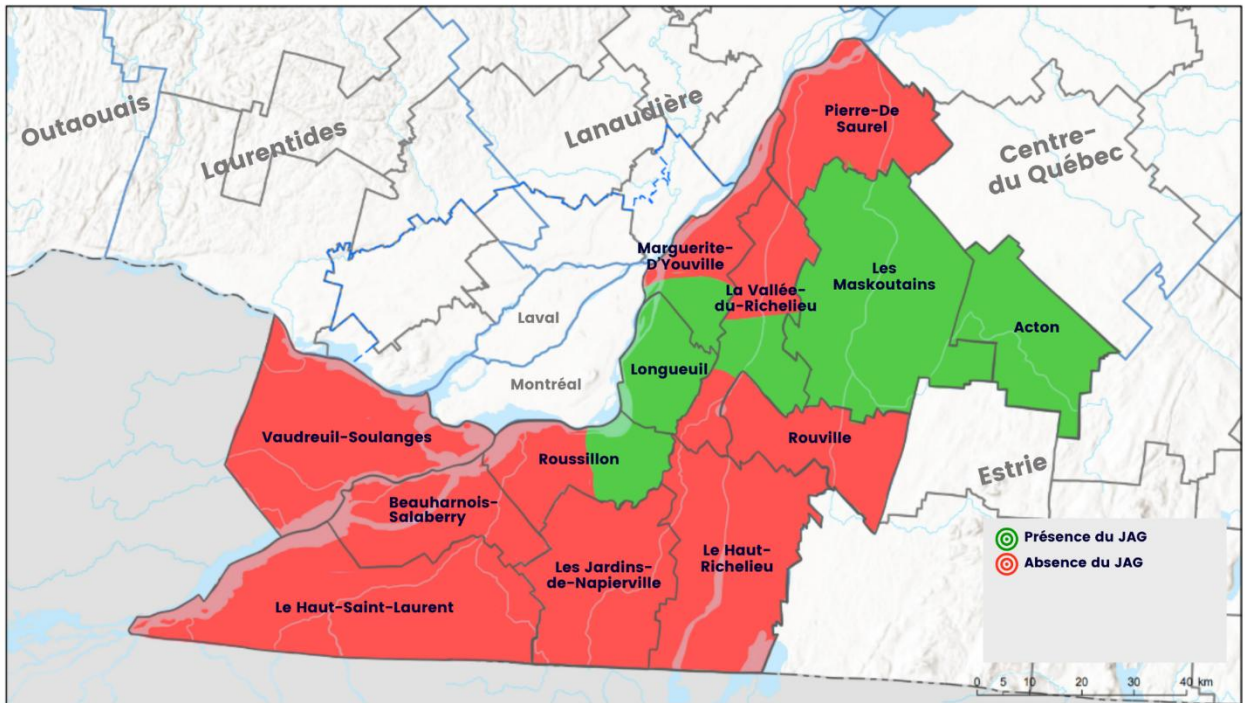 Outaouais
Laurentides
Lanaudière
Centre-
du Québec
Pierre-De
Saurel
Marguerite-
D'Youville
La Vallée-
du-Richelieu
Les
Maskoutains
Acton
Laval
Longueuil
Montréal
Vaudreuil-Soulanges
Roussillon
Rouville
Estrie
Beauharnois-
Salaberry
Les Jardins-
de-Napierville
Le Haut-
Richelieu
Le Haut-Saint-Laurent
Présence du JAG
Absence du JAG
0 5 10 20 30 40 km